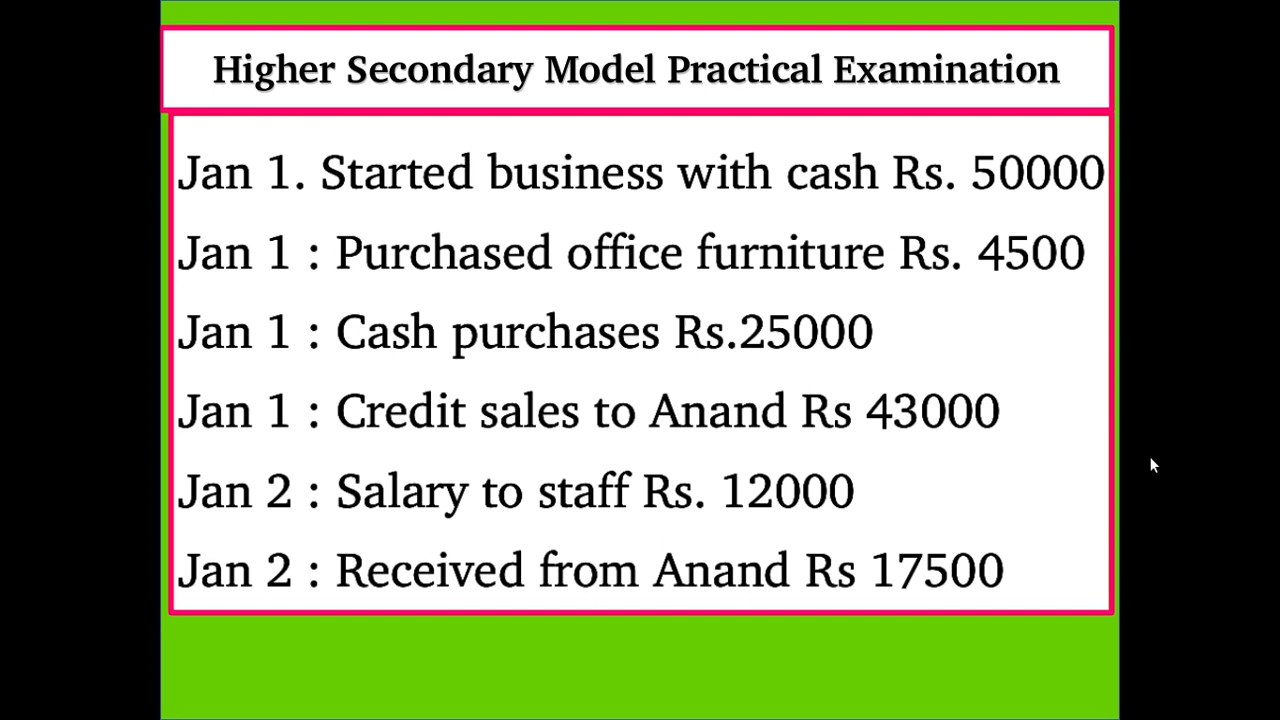 Higher Secondary Model Practical Examination
Jan 1. Started business with cash Rs. 50000
Jan 1 : Purchased office furniture Rs. 4500
Jan 1 : Cash purchases Rs.25000
Jan 1 : Credit sales to Anand Rs 43000
Jan 2 : Salary to staff Rs. 12000
Jan 2 : Received from Anand Rs 17500